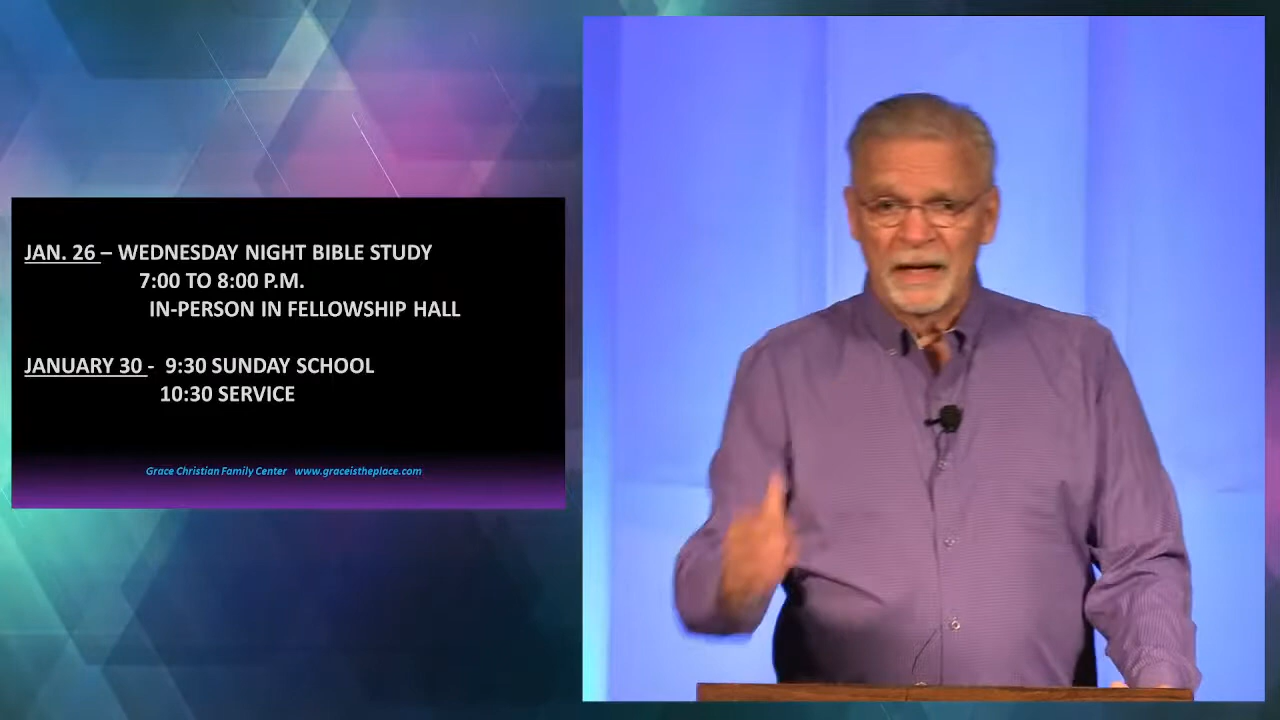 JAN. 26 – WEDNESDAY NIGHT BIBLE STUDY
7:00 TO 8:00 P.M.
IN-PERSON IN FELLOWSHIP HALL
JANUARY 30 - 9:30 SUNDAY SCHOOL
10:30 SERVICE
Grace Christian Family Center www.graceistheplace.com